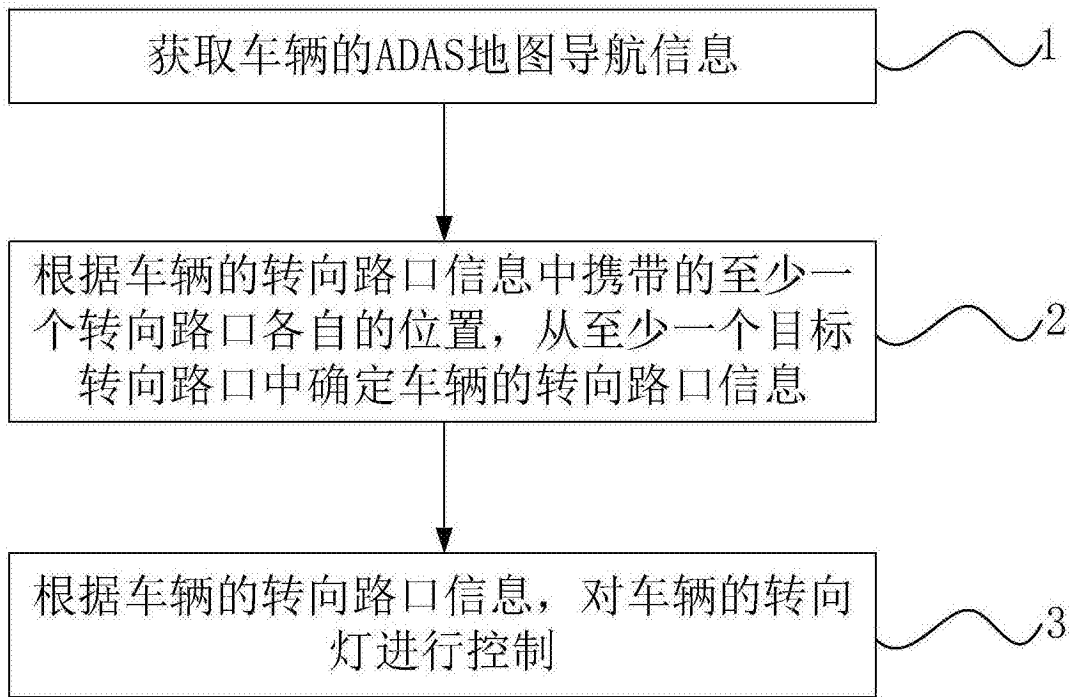 获取车辆的ADAS地图导航信息
1
根据车辆的转向路口信息中携带的至少一
个转向路口各自的位置，从至少一个目标
转向路口中确定车辆的转向路口信息
2
根据车辆的转向路口信息，对车辆的转向
灯进行控制
3